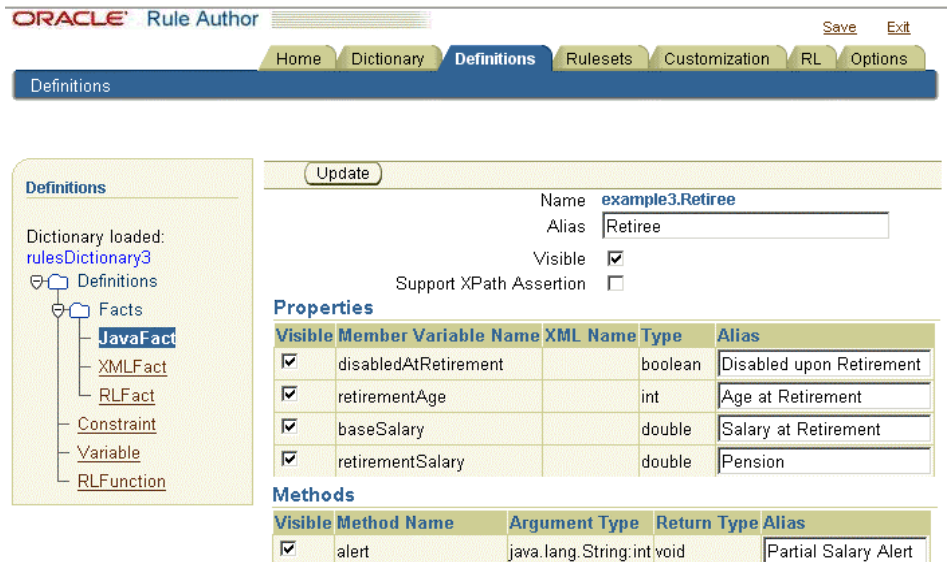 ORACLE' Rule Author
Save Exit
Home Dictionary Definitions Rulesets Customization RL Options
Definitions
Definitions
Dictionary loaded:
rulesDictionary3
Definitions
Facts
JavaFact
XMLFact
RLFact
Constraint
Variable
RLFunction
Update
Name example3.Retiree
Alias Retiree
Visible
Support XPath Assertion
Properties
Visible Member Variable Name XML Name Type Alias
disabledAtRetirement boolean Disabled upon Retirement
retirementAge int Age at Retirement
baseSalary double Salary at Retirement
retirementSalary double Pension
Methods
Visible Method Name Argument Type Return Type Alias
alert java.lang.String:int void Partial Salary Alert